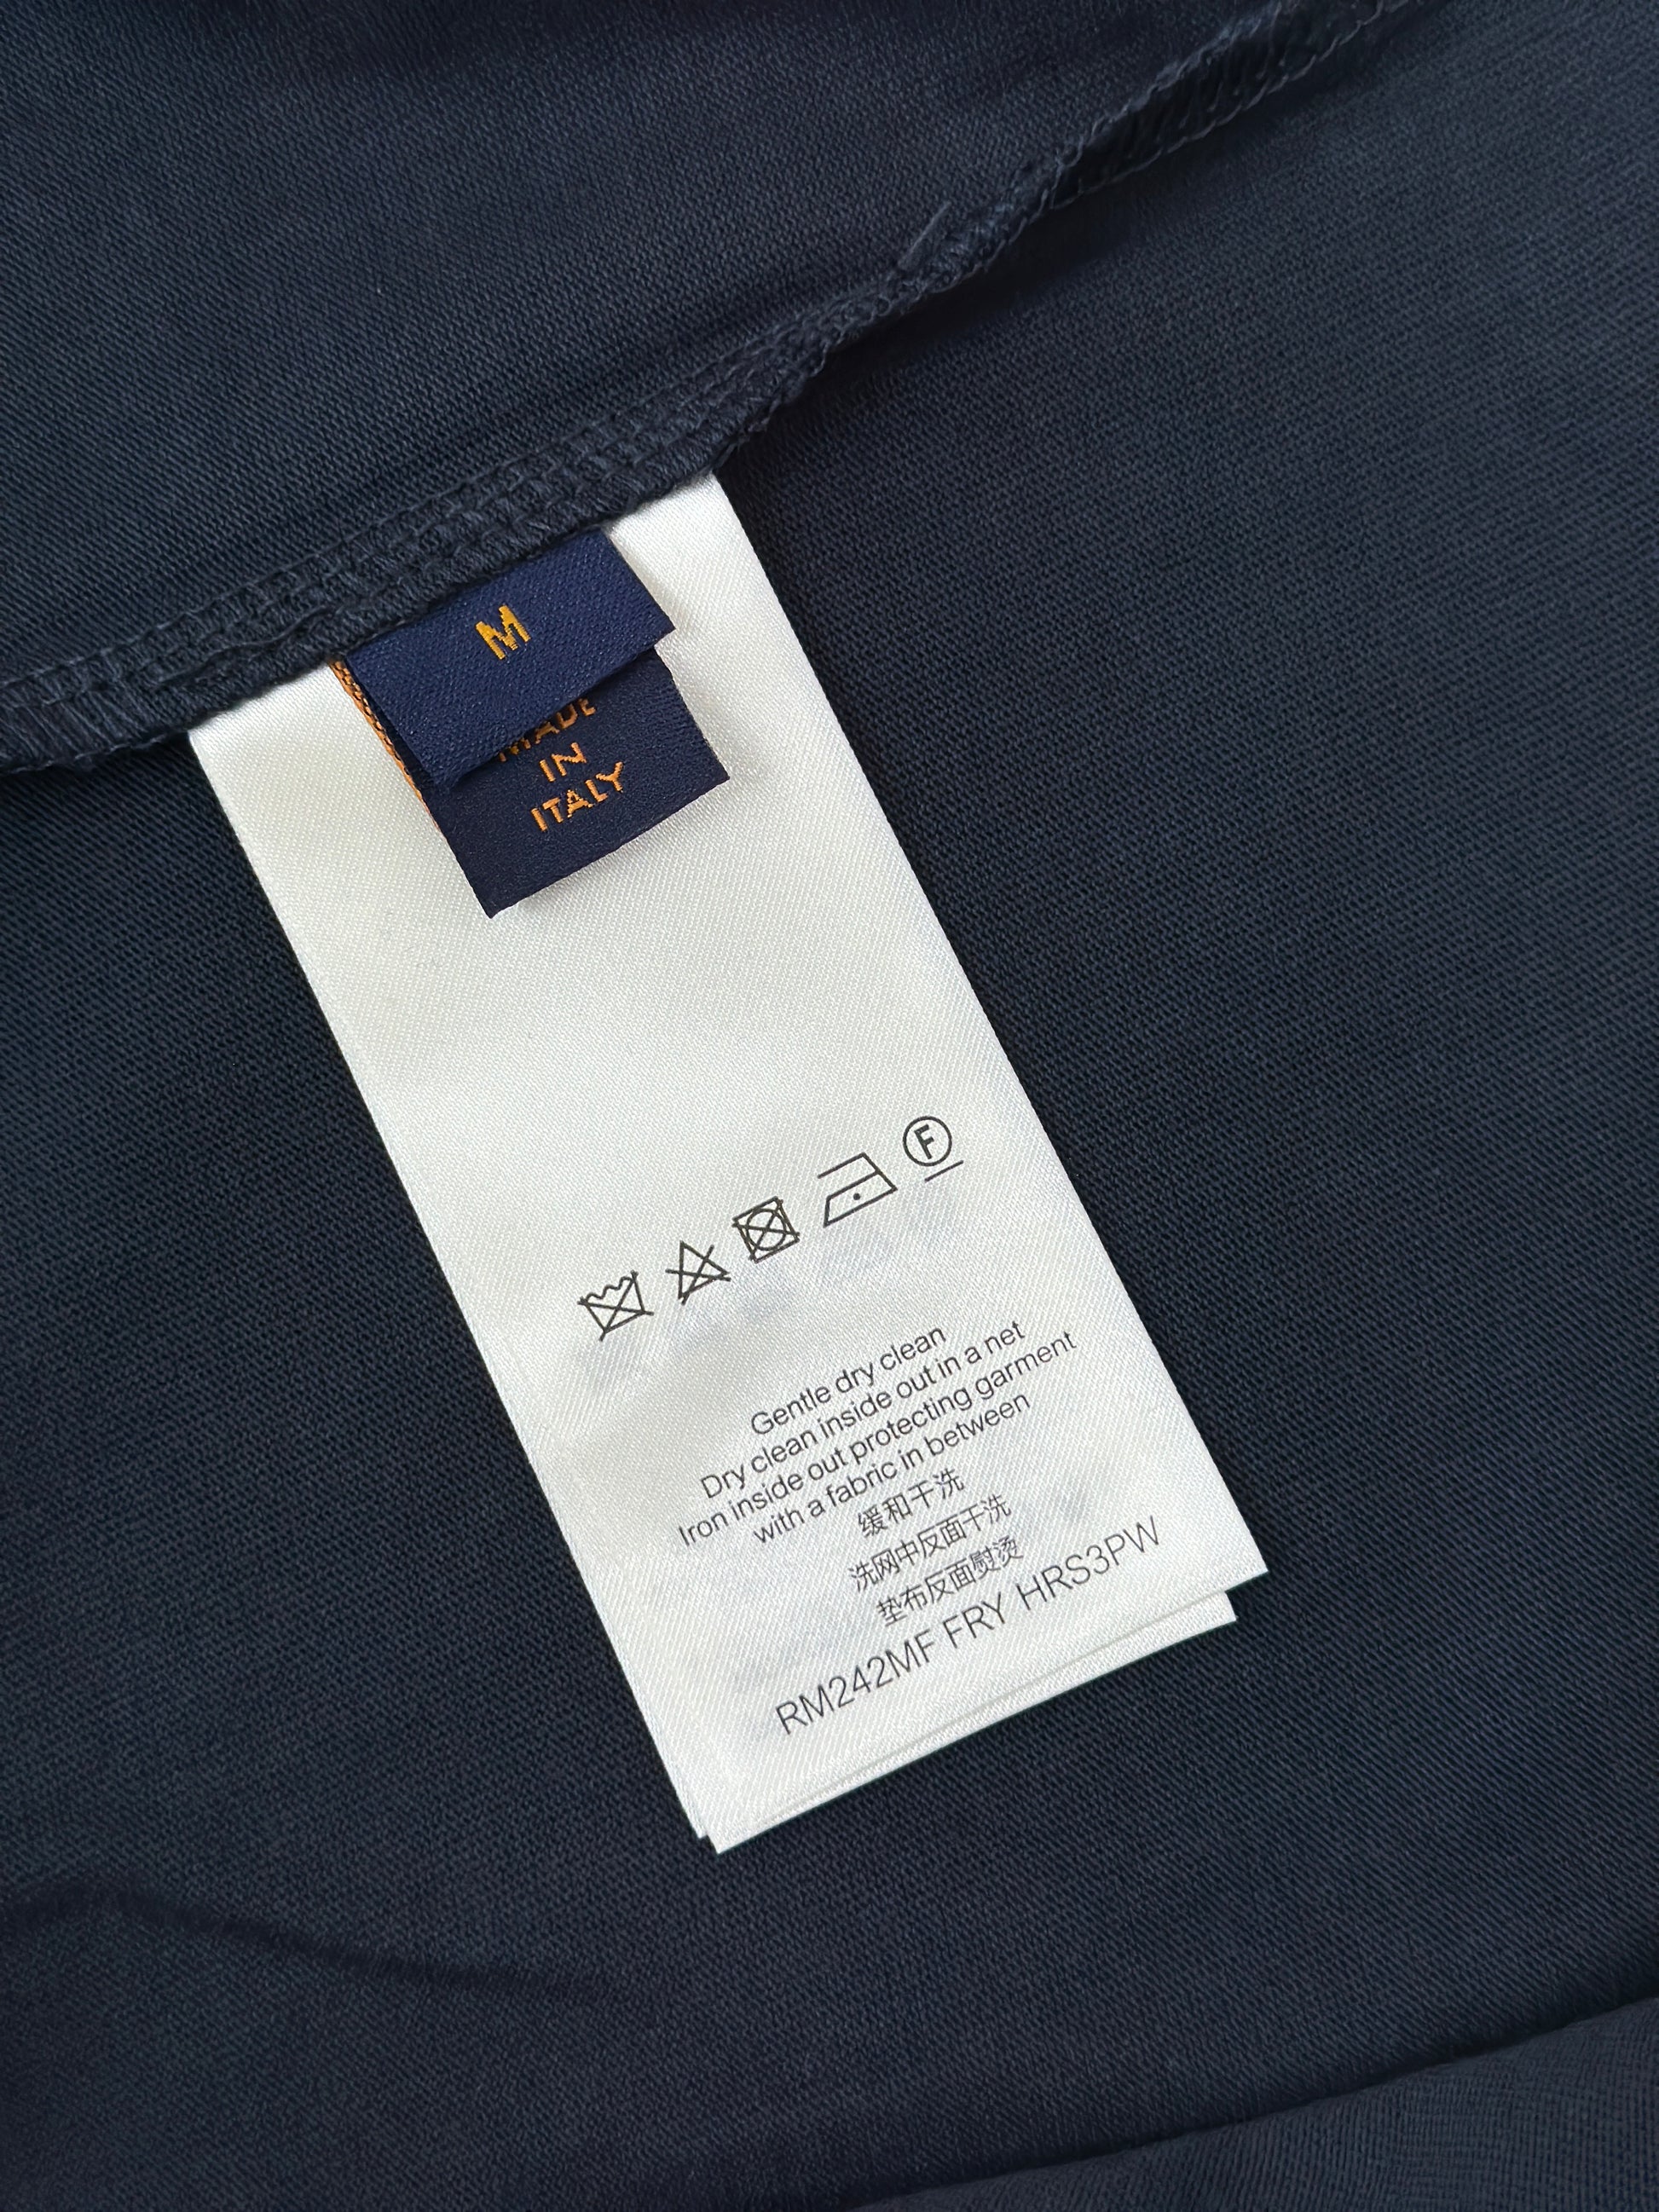 M
MADE
IN
ITALY
F
Gentle dry clean
Dry clean inside out in a net
Iron inside out protecting garment
with a fabric in between
缓和干洗
洗网中反面干洗
垫布反面熨烫
RM242MF FRY HRS3PW